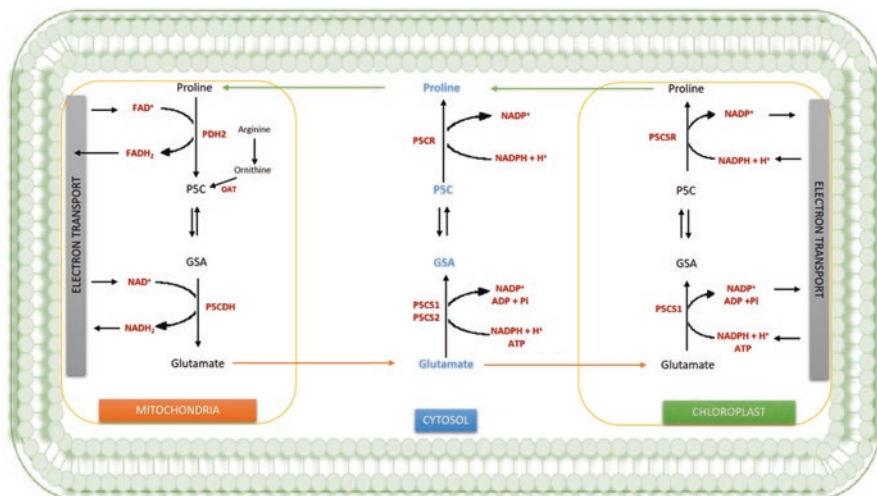 ELECTRON TRANSPORT
Proline
FAD⁺
PDH2
FADH₂
Arginine
Ornithine
OAT
P5C
GSA
NAD⁺
P5CDH
NADH₂
Glutamate
MITOCHONDRIA
Proline
NADP⁺
P5CR
NADPH + H⁺
P5C
GSA
P5CS1
P5CS2
NADP⁺
ADP + Pi
NADPH + H⁺
ATP
Glutamate
CYTOSOL
Proline
NADP⁺
P5CSR
NADPH + H⁺
P5C
GSA
P5CS1
NADP⁺
ADP +Pi
NADPH + H⁺
ATP
Glutamate
CHLOROPLAST
ELECTRON TRANSPORT